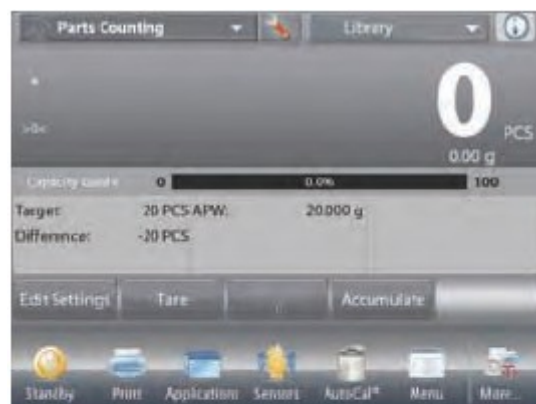 Parts Counting Library
*
>0<
0 PCS
0.00 g
Capacity Guide 0 0.0% 100
Target: 20 PCS APW: 20.000 g
Difference: -20 PCS
Edit Settings Tare Accumulate
Standby Print Applications Sensors AutoCal™ Menu More...